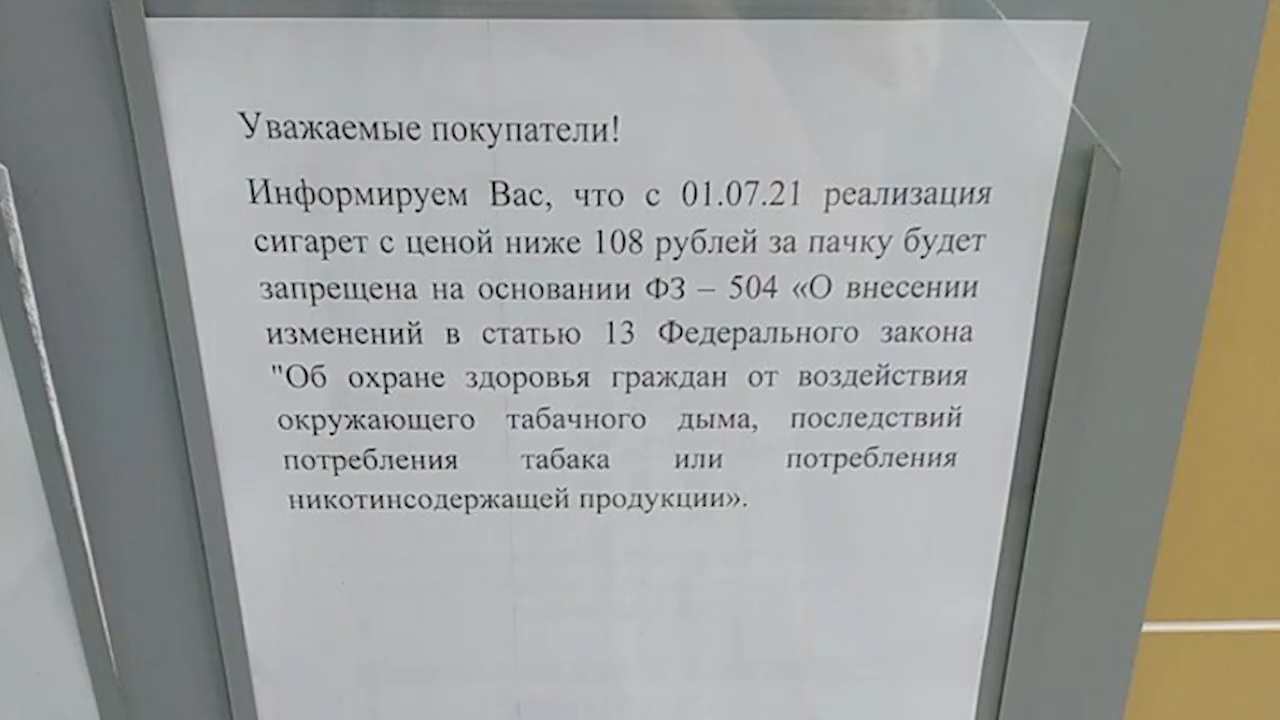 Уважаемые покупатели!
Информируем Вас, что с 01.07.21 реализация
сигарет с ценой ниже 108 рублей за пачку будет
запрещена на основании ФЗ – 504 «О внесении
изменений в статью 13 Федерального закона
"Об охране здоровья граждан от воздействия
окружающего табачного дыма, последствий
потребления табака или потребления
никотинсодержащей продукции».